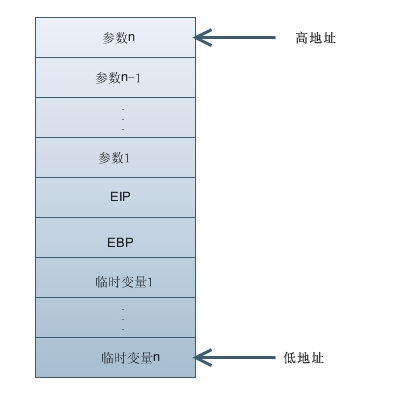 参数n
高地址
参数n-1
.
.
.
参数1
EIP
EBP
临时变量1
.
.
.
临时变量n
低地址